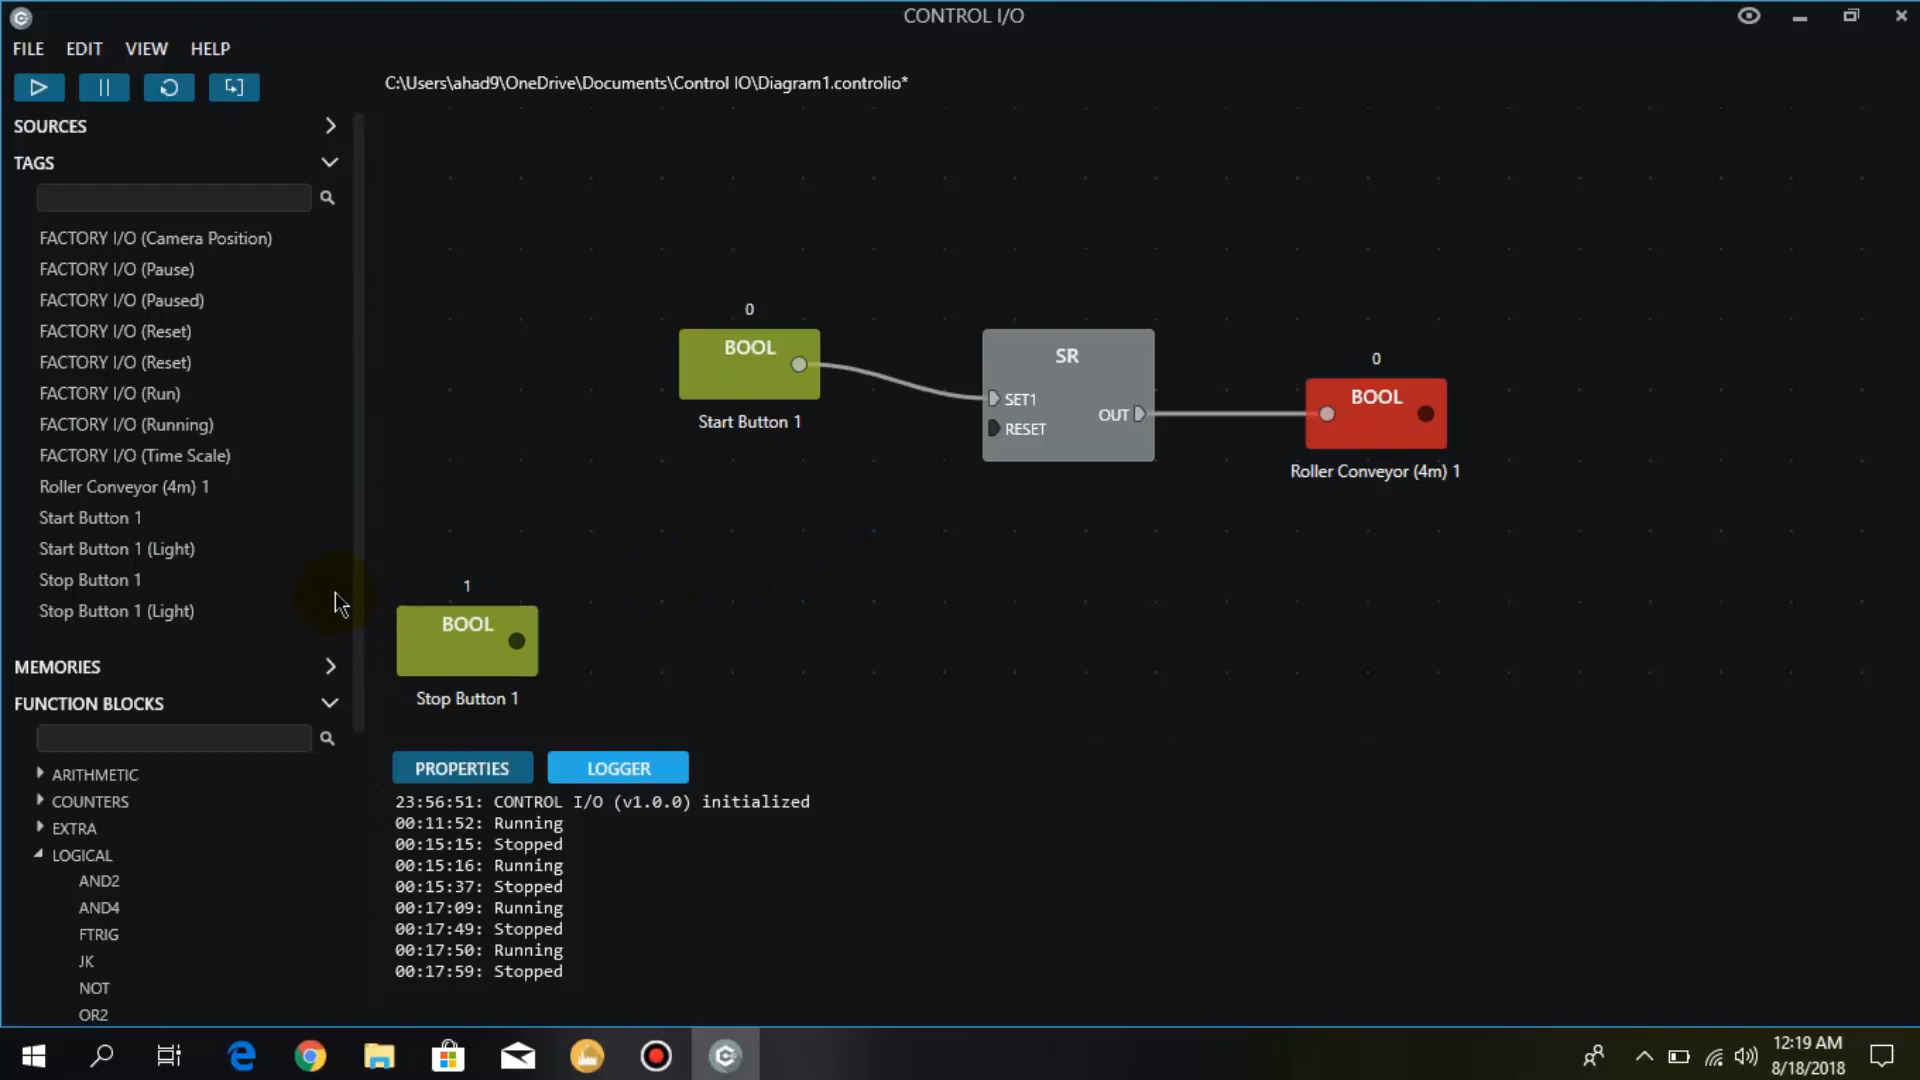 CONTROL I/O
FILE EDIT VIEW HELP
C:\Users\ahad9\OneDrive\Documents\Control IO\Diagram1.controlio*
SOURCES
TAGS
FACTORY I/O (Camera Position)
FACTORY I/O (Pause)
FACTORY I/O (Paused)
FACTORY I/O (Reset)
FACTORY I/O (Reset)
FACTORY I/O (Run)
FACTORY I/O (Running)
FACTORY I/O (Time Scale)
Roller Conveyor (4m) 1
Start Button 1
Start Button 1 (Light)
Stop Button 1
Stop Button 1 (Light)
MEMORIES
FUNCTION BLOCKS
ARITHMETIC
COUNTERS
EXTRA
LOGICAL
AND2
AND4
FTRIG
JK
NOT
OR2
0
BOOL
Start Button 1
SR
SET1
RESET
OUT
0
BOOL
Roller Conveyor (4m) 1
1
BOOL
Stop Button 1
PROPERTIES LOGGER
23:56:51: CONTROL I/O (v1.0.0) initialized
00:11:52: Running
00:15:15: Stopped
00:15:16: Running
00:15:37: Stopped
00:17:09: Running
00:17:49: Stopped
00:17:50: Running
00:17:59: Stopped
12:19 AM
8/18/2018